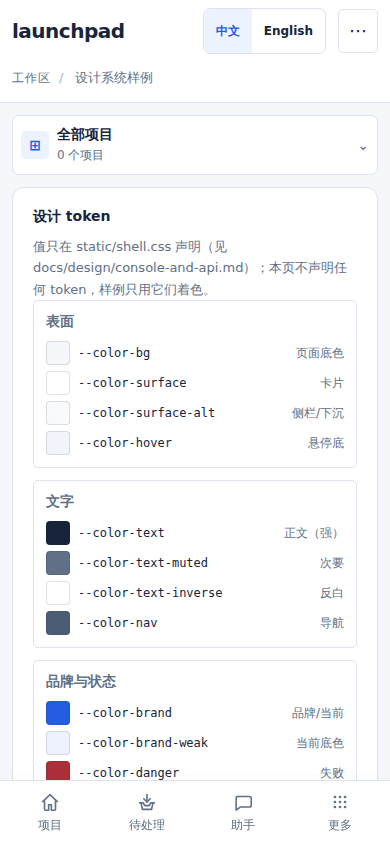 launchpad
中文 English ...
工作区 / 设计系统样例
全部项目
0 个项目
设计 token
值只在 static/shell.css 声明（见
docs/design/console-and-api.md）；本页不声明任
何 token，样例只用它们着色。
表面
--color-bg 页面底色
--color-surface 卡片
--color-surface-alt 侧栏/下沉
--color-hover 悬停底
文字
--color-text 正文（强）
--color-text-muted 次要
--color-text-inverse 反白
--color-nav 导航
品牌与状态
--color-brand 品牌/当前
--color-brand-weak 当前底色
--color-danger 失败
项目 待处理 助手 更多